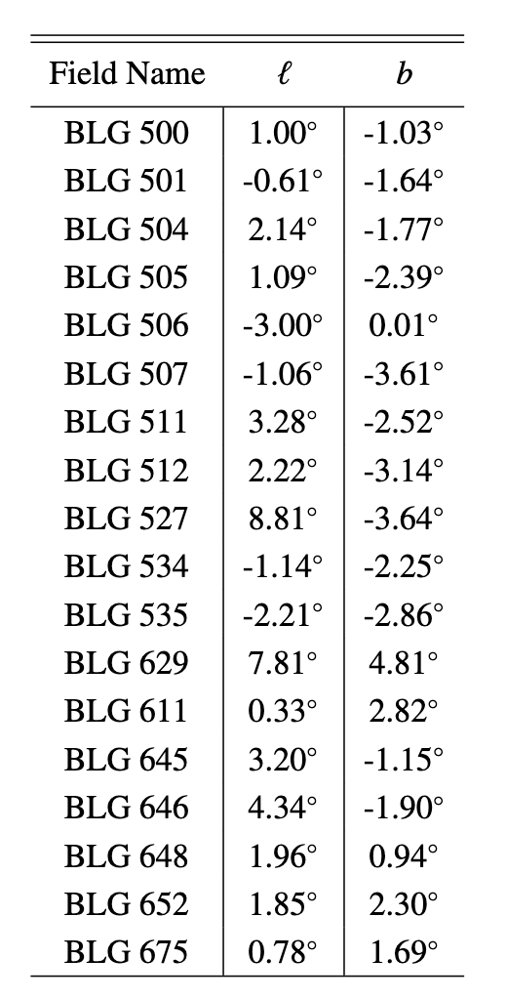 Field Name ℓ b
BLG 500 1.00° -1.03°
BLG 501 -0.61° -1.64°
BLG 504 2.14° -1.77°
BLG 505 1.09° -2.39°
BLG 506 -3.00° 0.01°
BLG 507 -1.06° -3.61°
BLG 511 3.28° -2.52°
BLG 512 2.22° -3.14°
BLG 527 8.81° -3.64°
BLG 534 -1.14° -2.25°
BLG 535 -2.21° -2.86°
BLG 629 7.81° 4.81°
BLG 611 0.33° 2.82°
BLG 645 3.20° -1.15°
BLG 646 4.34° -1.90°
BLG 648 1.96° 0.94°
BLG 652 1.85° 2.30°
BLG 675 0.78° 1.69°